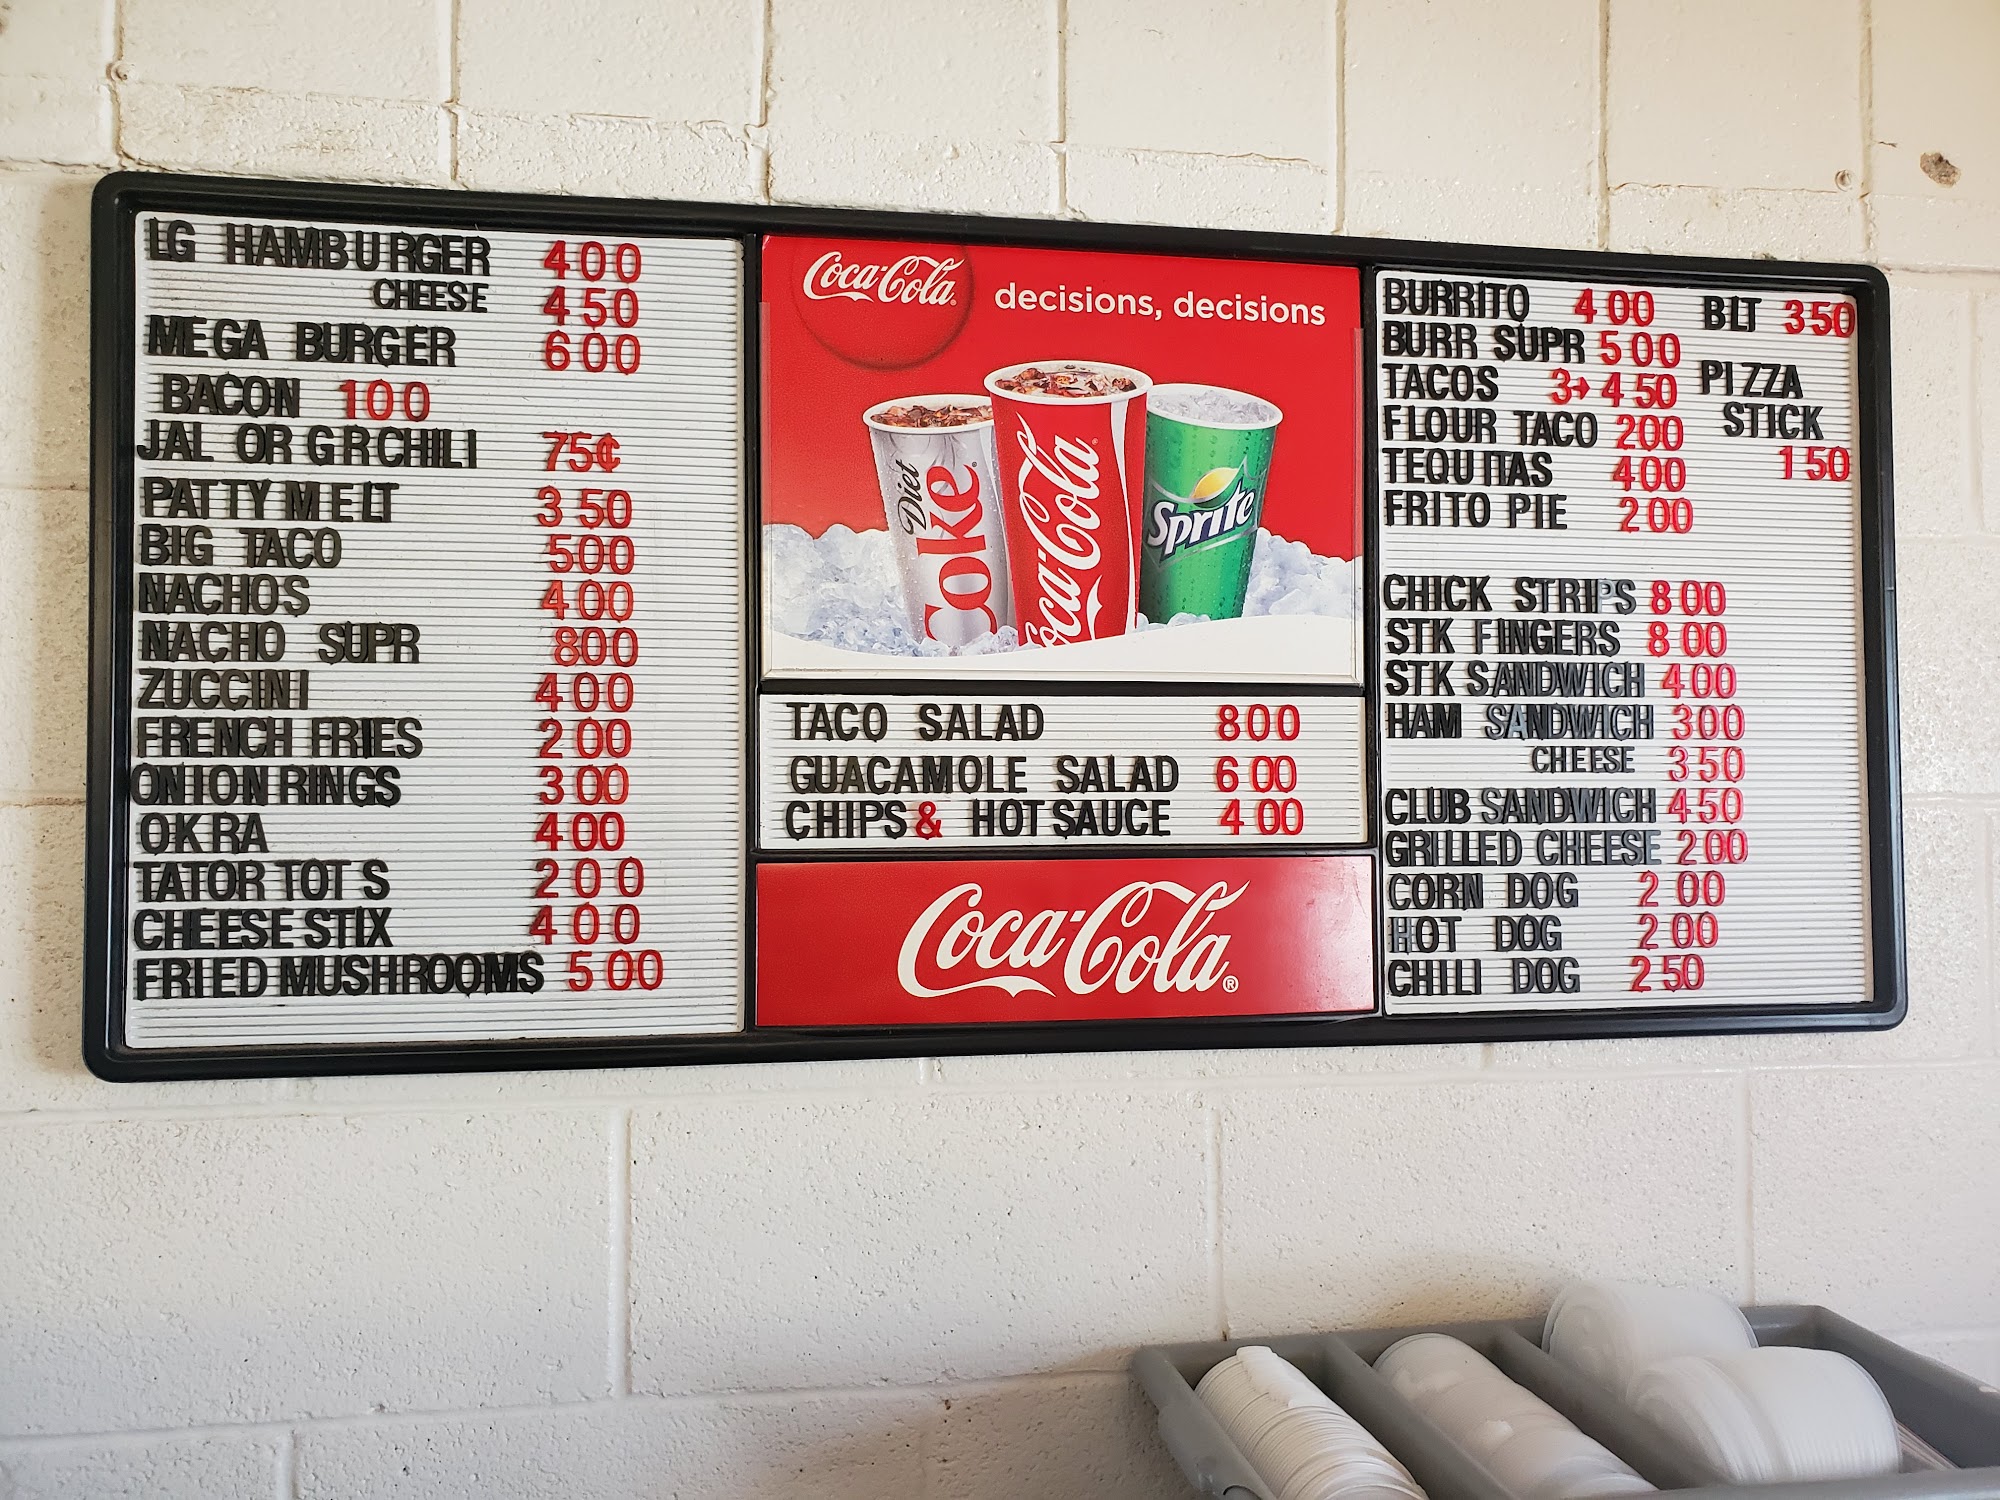 LG HAMBURGER 400
CHEESE 450
MEGA BURGER 600
BACON 100
JAL OR GRCHILI 75¢
PATTY MELT 350
BIG TACO 500
NACHOS 400
NACHO SUPR 800
ZUCCINI 400
FRENCH FRIES 200
ONION RINGS 300
OKRA 400
TATOR TOTS 200
CHEESE STIX 400
FRIED MUSHROOMS 500
Coca-Cola
decisions, decisions
Diet Coke
Coca-Cola
Sprite
TACO SALAD 800
GUACAMOLE SALAD 600
CHIPS & HOT SAUCE 400
Coca-Cola®
BURRITO 400
BURR SUPR 500
TACOS 3→ 450
FLOUR TACO 200
TEQUITAS 400
FRITO PIE 200
BLT 350
PIZZA
STICK
150
CHICK STRIPS 800
STK FINGERS 800
STK SANDWICH 400
HAM SANDWICH 300
CHEESE 350
CLUB SANDWICH 450
GRILLED CHEESE 200
CORN DOG 200
HOT DOG 200
CHILI DOG 250